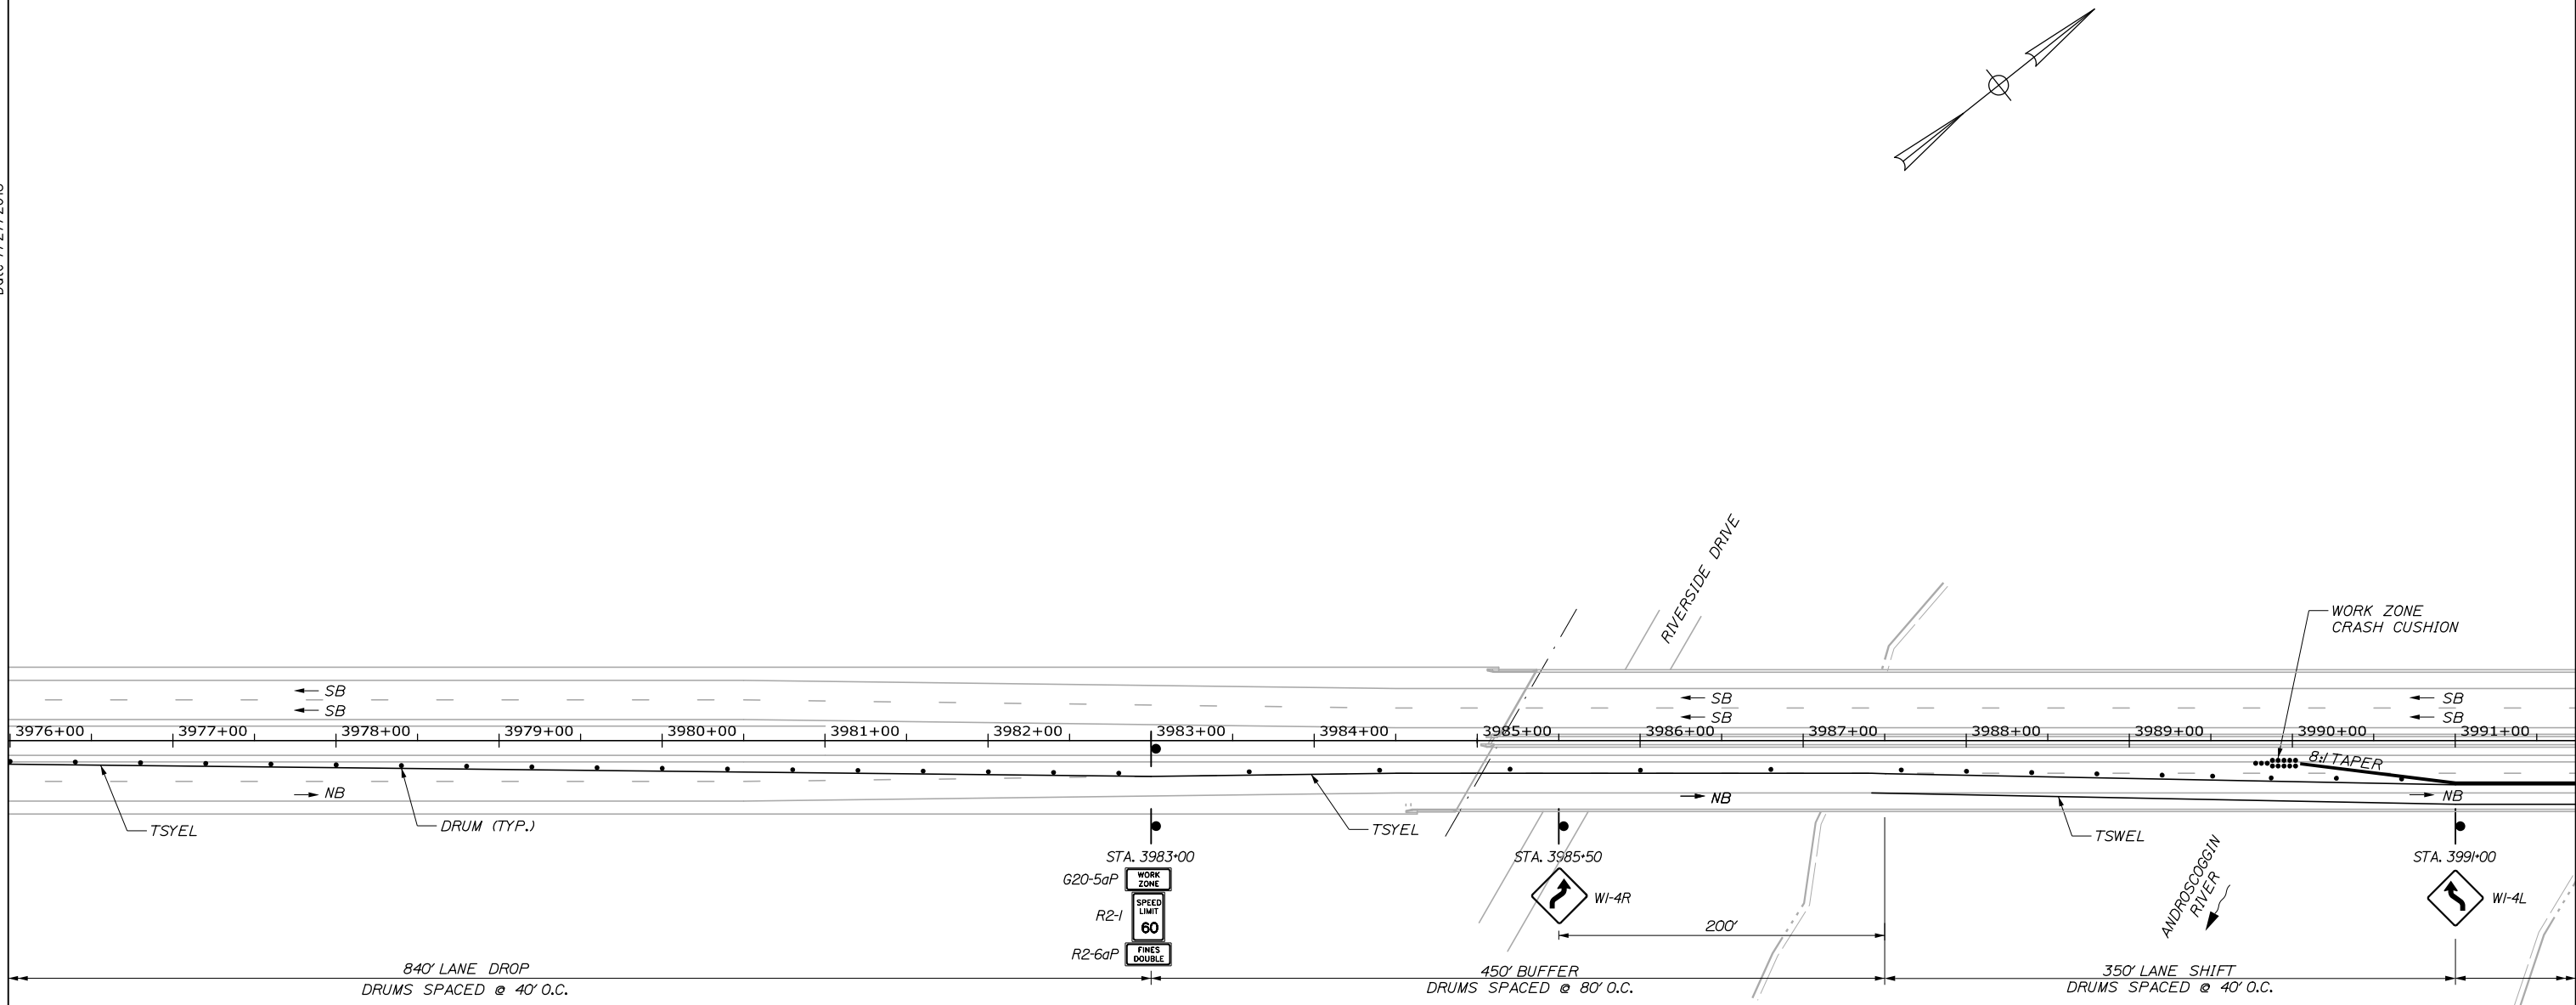 RIVERSIDE DRIVE
WORK ZONE
CRASH CUSHION
SB
SB
SB
SB
SB
SB
3976+00 3977+00 3978+00 3979+00 3980+00 3981+00 3982+00 3983+00 3984+00 3985+00 3986+00 3987+00 3988+00 3989+00 3990+00 3991+00
8:1 TAPER
NB
NB
NB
TSYEL
DRUM (TYP.)
TSYEL
TSWEL
STA. 3983+00
G20-5aP
WORK
ZONE
R2-1
SPEED
LIMIT
60
R2-6aP
FINES
DOUBLE
STA. 3985+50
W1-4R
200'
ANDROSCOGGIN
RIVER
STA. 3991+00
W1-4L
840' LANE DROP
DRUMS SPACED @ 40' O.C.
450' BUFFER
DRUMS SPACED @ 80' O.C.
350' LANE SHIFT
DRUMS SPACED @ 40' O.C.